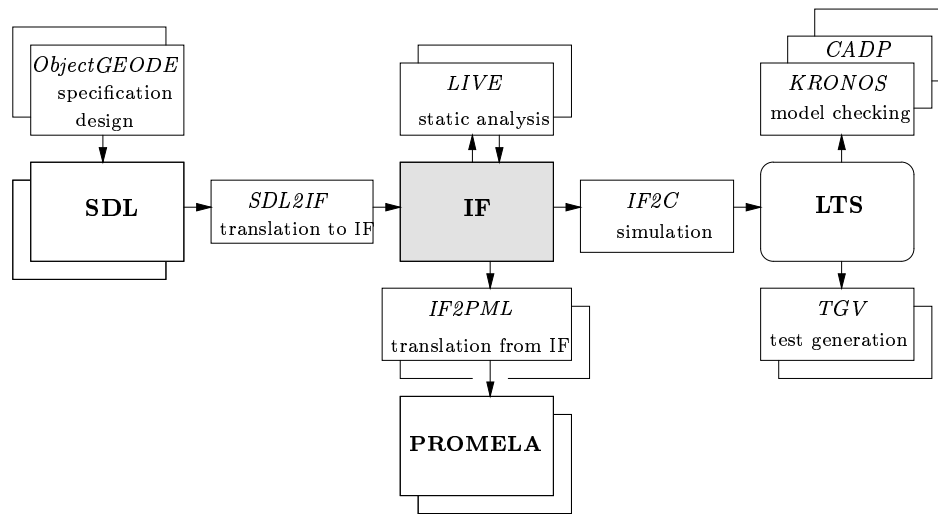 ObjectGEODE
specification
design
LIVE
static analysis
CADP
KRONOS
model checking
SDL
SDL2IF
translation to IF
IF
IF2C
simulation
LTS
IF2PML
translation from IF
TGV
test generation
PROMELA